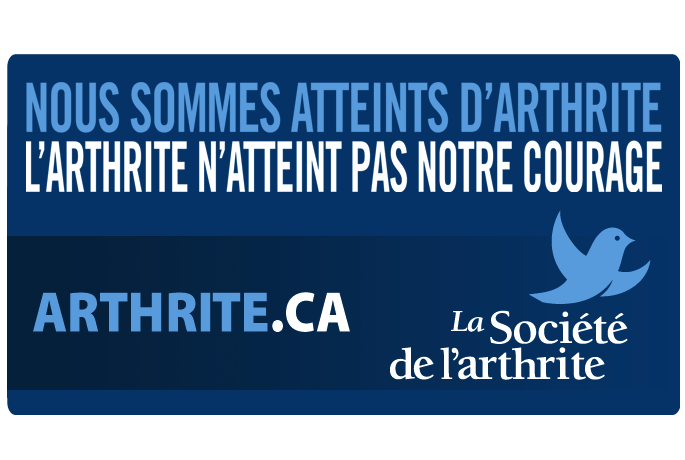 NOUS SOMMES ATTEINTS D'ARTHRITE
L'ARTHRITE N'ATTEINT PAS NOTRE COURAGE
ARTHRITE.CA
La Société
de l'arthrite